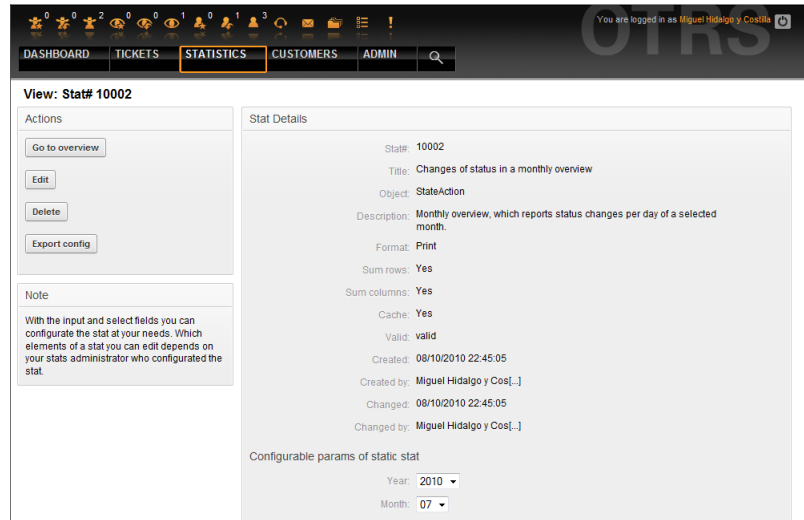 0 0 2 0 0 1 0 1 3
You are logged in as Miguel Hidalgo y Costilla
OTRS
DASHBOARD TICKETS STATISTICS CUSTOMERS ADMIN
View: Stat# 10002
Actions
Go to overview
Edit
Delete
Export config
Note
With the input and select fields you can
configurate the stat at your needs. Which
elements of a stat you can edit depends on
your stats administrator who configurated the
stat.
Stat Details
Stat#: 10002
Title: Changes of status in a monthly overview
Object: StateAction
Description: Monthly overview, which reports status changes per day of a selected
month.
Format: Print
Sum rows: Yes
Sum columns: Yes
Cache: Yes
Valid: valid
Created: 08/10/2010 22:45:05
Created by: Miguel Hidalgo y Cos[...]
Changed: 08/10/2010 22:45:05
Changed by: Miguel Hidalgo y Cos[...]
Configurable params of static stat
Year: 2010
Month: 07